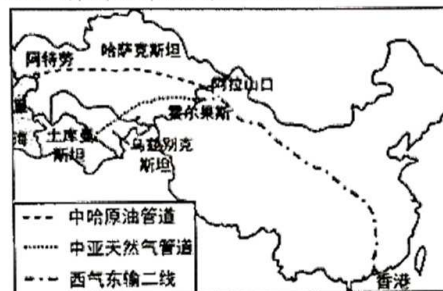 阿特劳
哈萨克斯坦
阿拉山口
霍尔果斯
里
海
土库曼
斯坦
乌兹别克
斯坦
中哈原油管道
中亚天然气管道
西气东输二线
香港